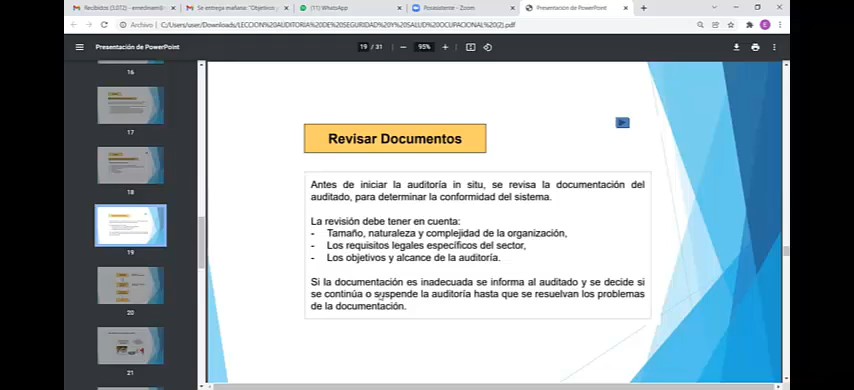 Recibidos (3.072) - emedinam0
Se entrega mañana: "Objetivos y
(11) WhatsApp
Posasistente - Zoom
Presentación de PowerPoint
Archivo | C:/Users/user/Downloads/LECCION%20AUDITORIA%20DE%20SEGURIDAD%20Y%20SALUD%20OCUPACIONAL%20(2).pdf
E
Presentación de PowerPoint
19 / 31
95%
16
17
18
19
20
21
Revisar Documentos
Antes de iniciar la auditoría in situ, se revisa la documentación del
auditado, para determinar la conformidad del sistema.
La revisión debe tener en cuenta:
- Tamaño, naturaleza y complejidad de la organización,
- Los requisitos legales específicos del sector,
- Los objetivos y alcance de la auditoría.
Si la documentación es inadecuada se informa al auditado y se decide si
se continúa o suspende la auditoría hasta que se resuelvan los problemas
de la documentación.